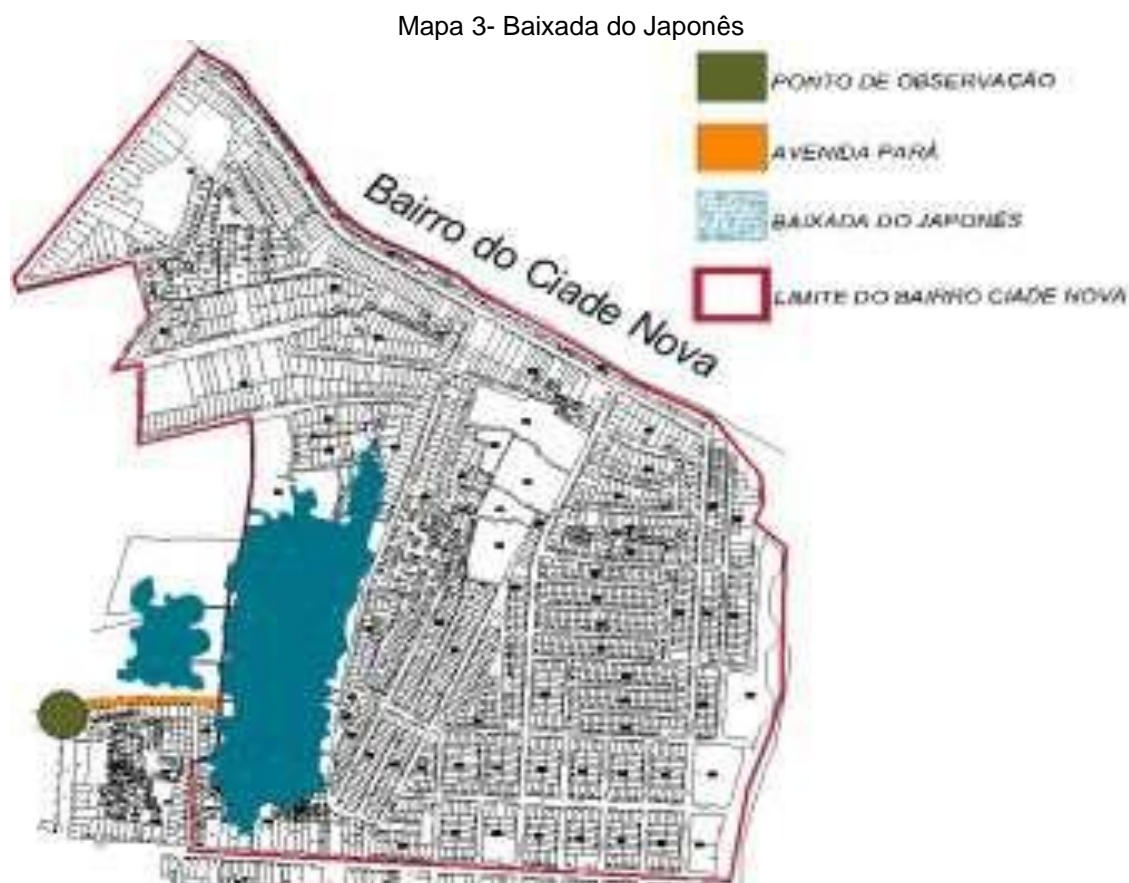 Mapa 3- Baixada do Japonês
PONTO DE OBSERVAÇÃO
AVENIDA PARÁ
BAIXADA DO JAPONÊS
LIMITE DO BAIRRO CIADE NOVA
Bairro do Ciade Nova